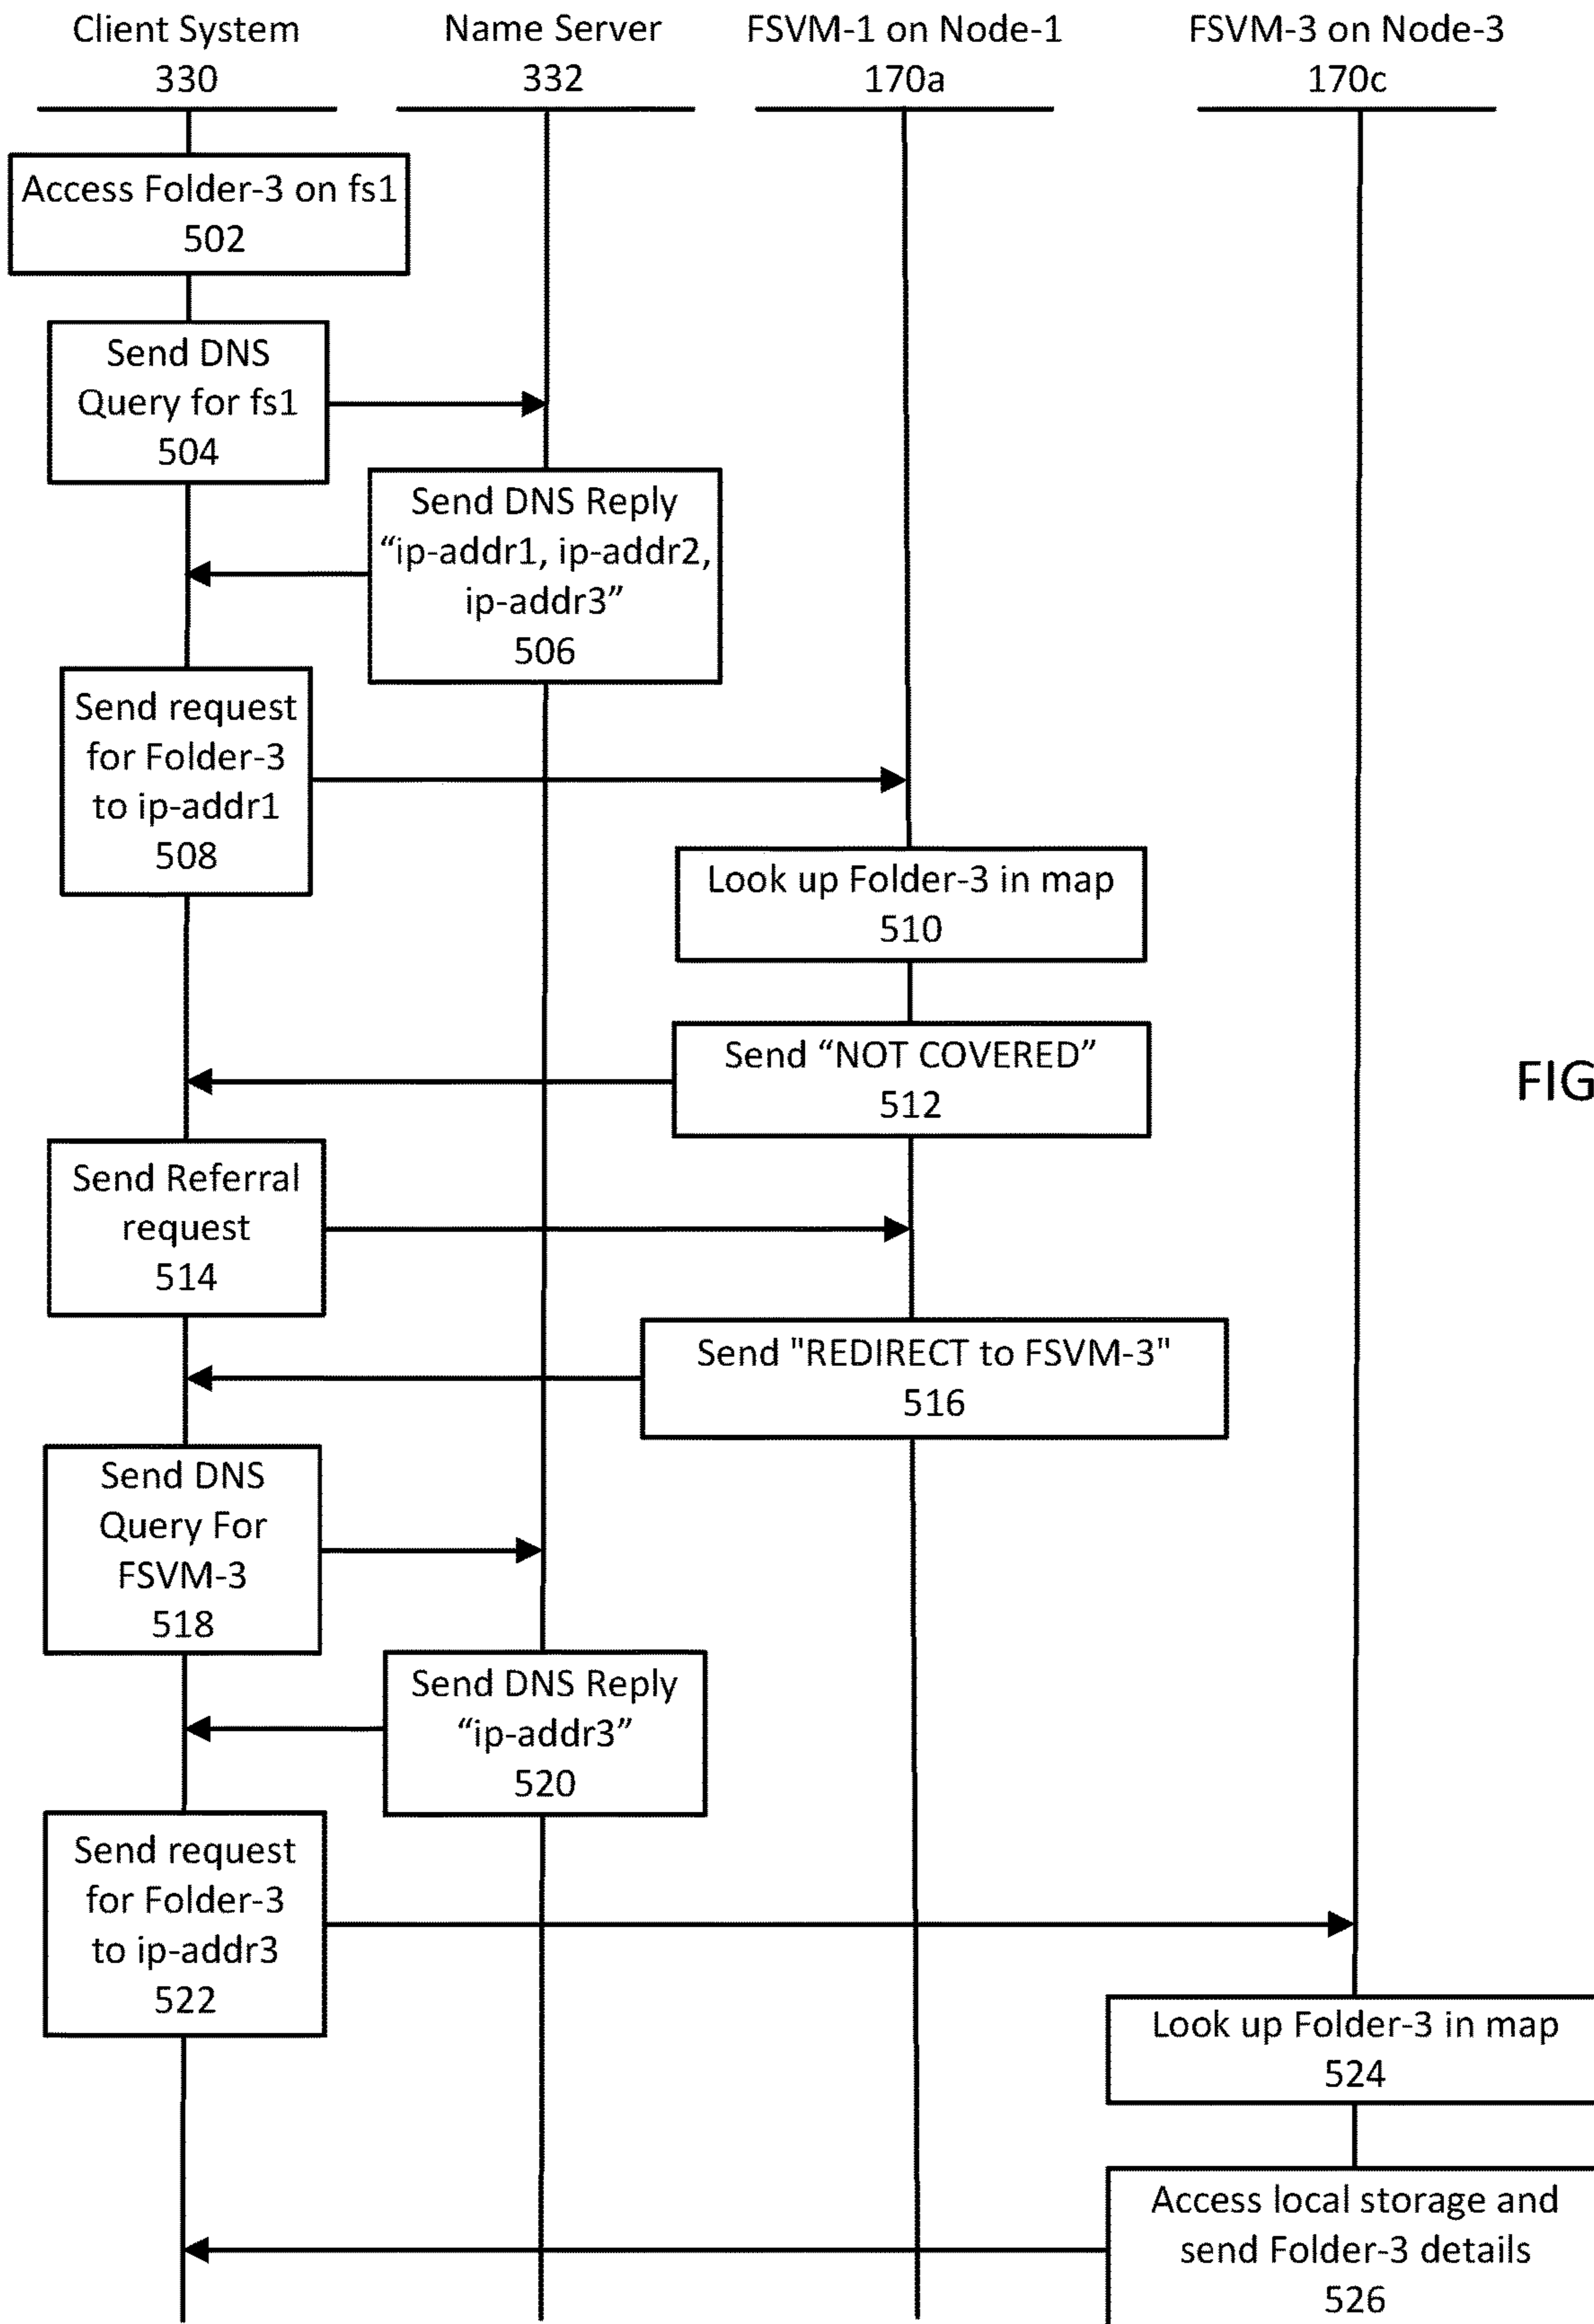 Client System
330
Name Server
332
FSVM-1 on Node-1
170a
FSVM-3 on Node-3
170c
Access Folder-3 on fs1
502
Send DNS
Query for fs1
504
Send DNS Reply
“ip-addr1, ip-addr2,
ip-addr3”
506
Send request
for Folder-3
to ip-addr1
508
Look up Folder-3 in map
510
Send “NOT COVERED”
512
FIG
Send Referral
request
514
Send "REDIRECT to FSVM-3"
516
Send DNS
Query For
FSVM-3
518
Send DNS Reply
“ip-addr3”
520
Send request
for Folder-3
to ip-addr3
522
Look up Folder-3 in map
524
Access local storage and
send Folder-3 details
526